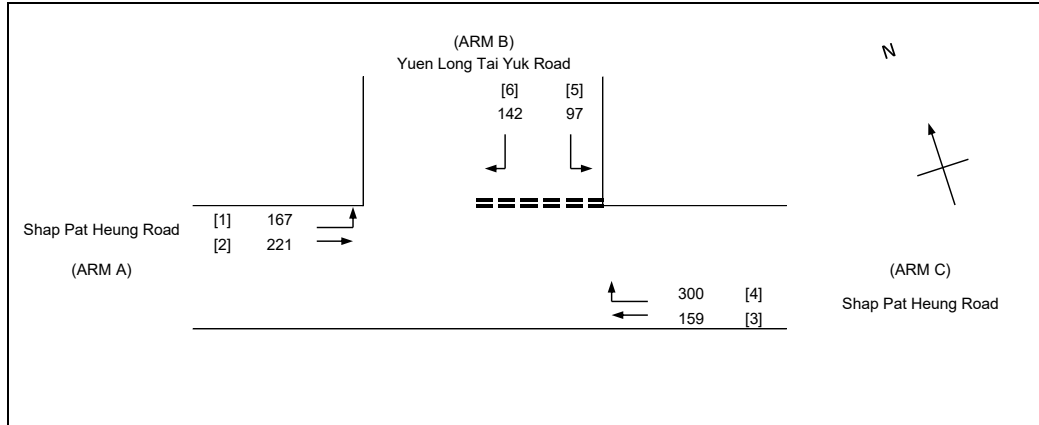 (ARM B)
Yuen Long Tai Yuk Road
N
[6] [5]
142 97
Shap Pat Heung Road [1] 167
[2] 221
(ARM A)
(ARM C)
300 [4]
Shap Pat Heung Road
159 [3]